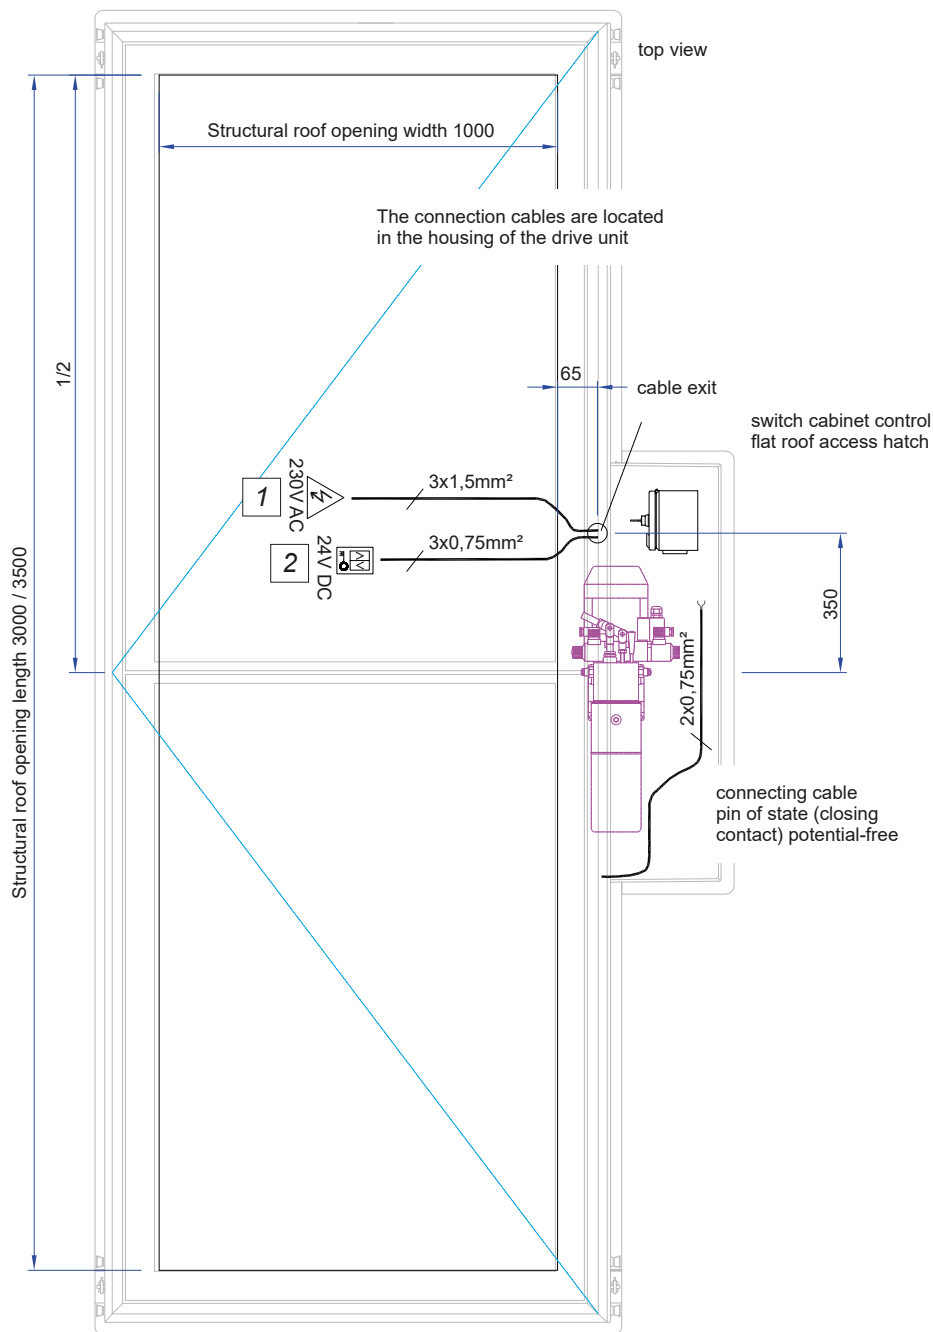 top view
Structural roof opening width 1000
The connection cables are located
in the housing of the drive unit
1/2
65
cable exit
switch cabinet control
flat roof access hatch
1
230V AC
3x1,5mm²
2
24V DC
3x0,75mm²
350
Structural roof opening length 3000 / 3500
2x0,75mm²
connecting cable
pin of state (closing
contact) potential-free